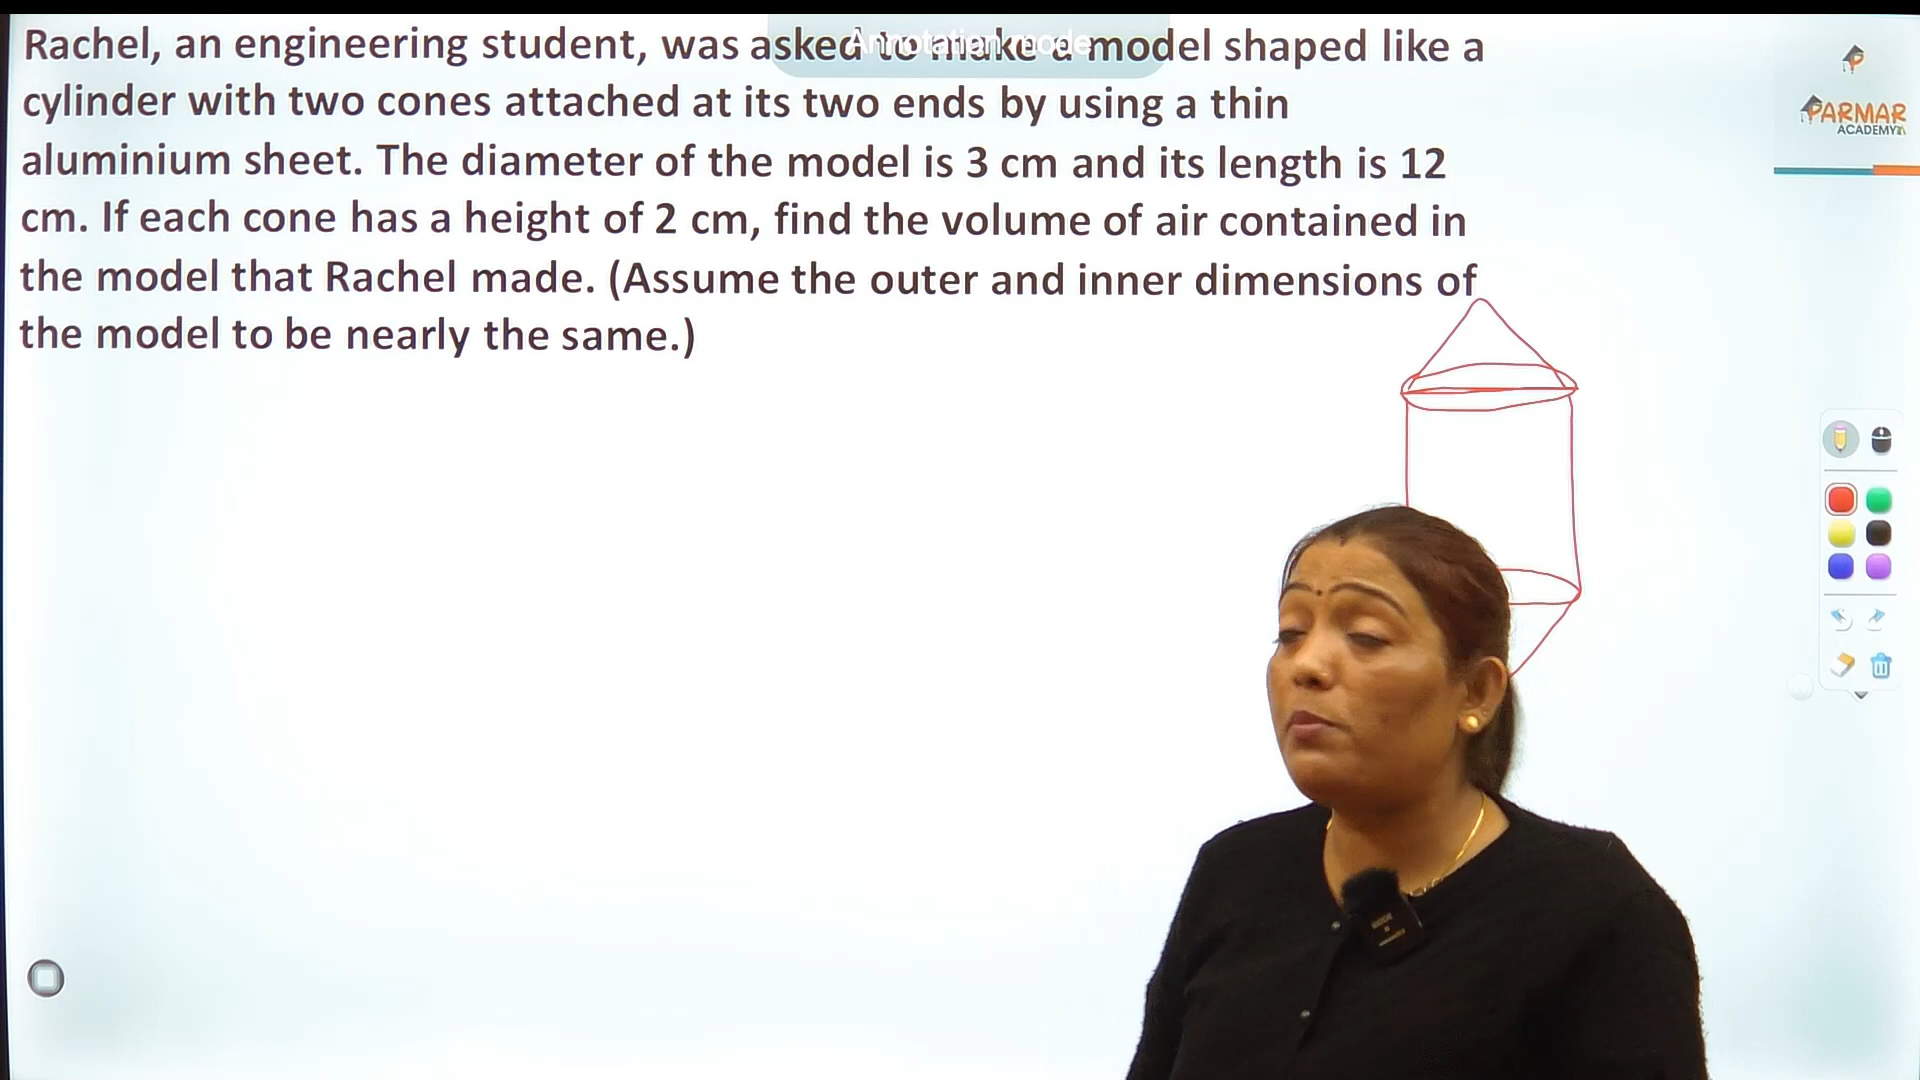 Rachel, an engineering student, was asked to make a model shaped like a
Annotation mode
cylinder with two cones attached at its two ends by using a thin
aluminium sheet. The diameter of the model is 3 cm and its length is 12
cm. If each cone has a height of 2 cm, find the volume of air contained in
the model that Rachel made. (Assume the outer and inner dimensions of
the model to be nearly the same.)
PARMAR
ACADEMY